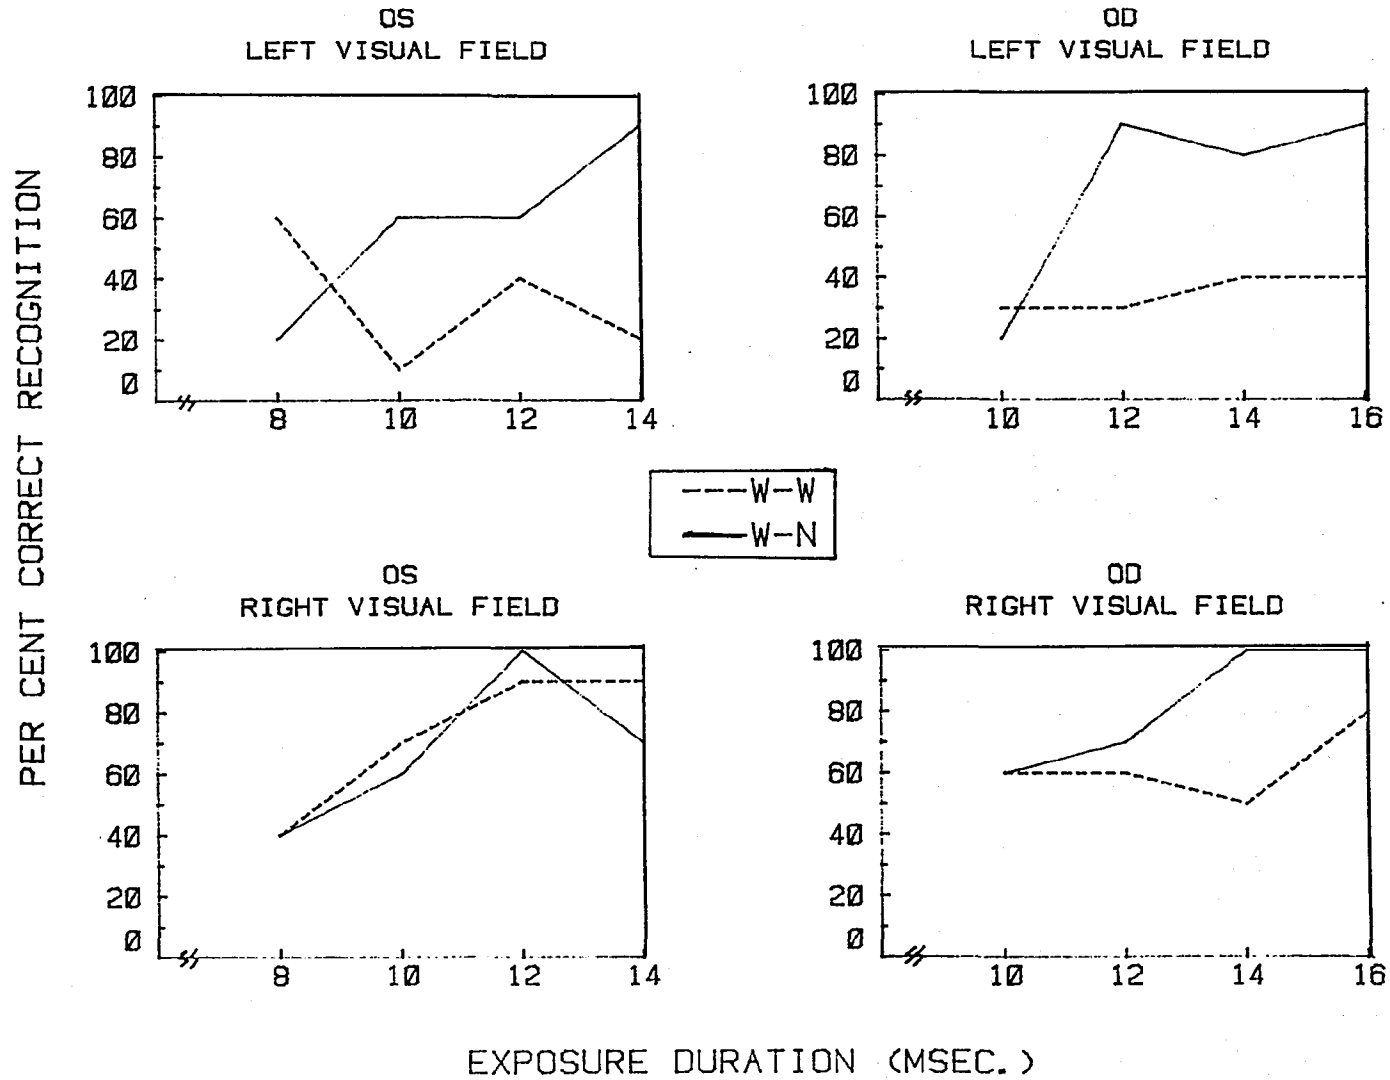 OS
LEFT VISUAL FIELD
100
80
60
40
20
0
8 10 12 14
OD
LEFT VISUAL FIELD
100
80
60
40
20
0
10 12 14 16
PER CENT CORRECT RECOGNITION
W-W
W-N
OS
RIGHT VISUAL FIELD
100
80
60
40
20
0
8 10 12 14
OD
RIGHT VISUAL FIELD
100
80
60
40
20
0
10 12 14 16
EXPOSURE DURATION (MSEC.)